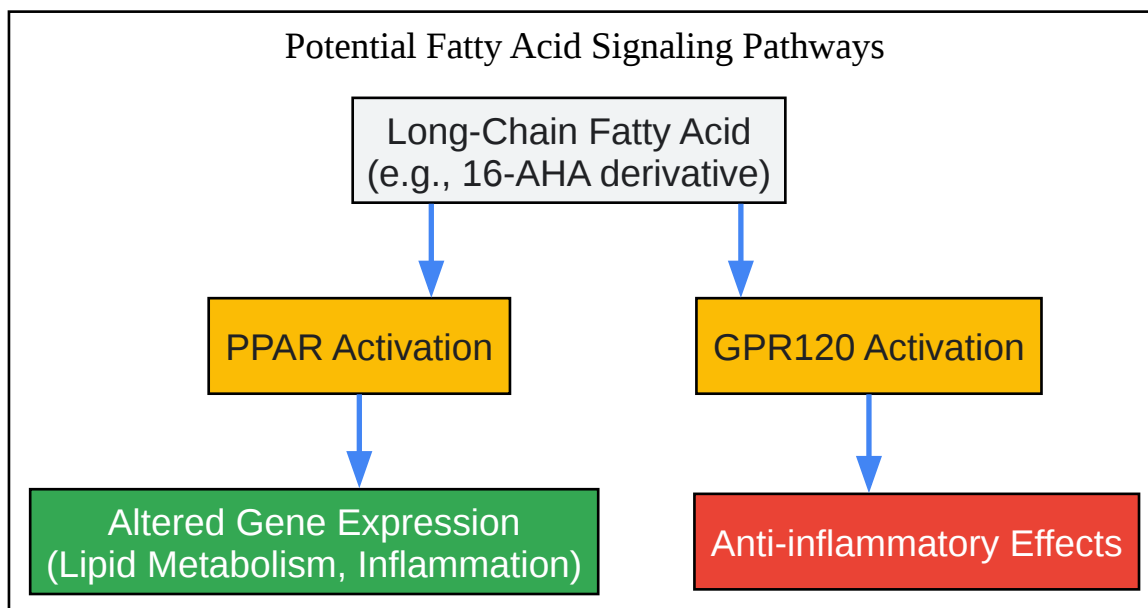 Potential Fatty Acid Signaling Pathways
Long-Chain Fatty Acid
(e.g., 16-AHA derivative)
PPAR Activation
GPR120 Activation
Altered Gene Expression
(Lipid Metabolism, Inflammation)
Anti-inflammatory Effects